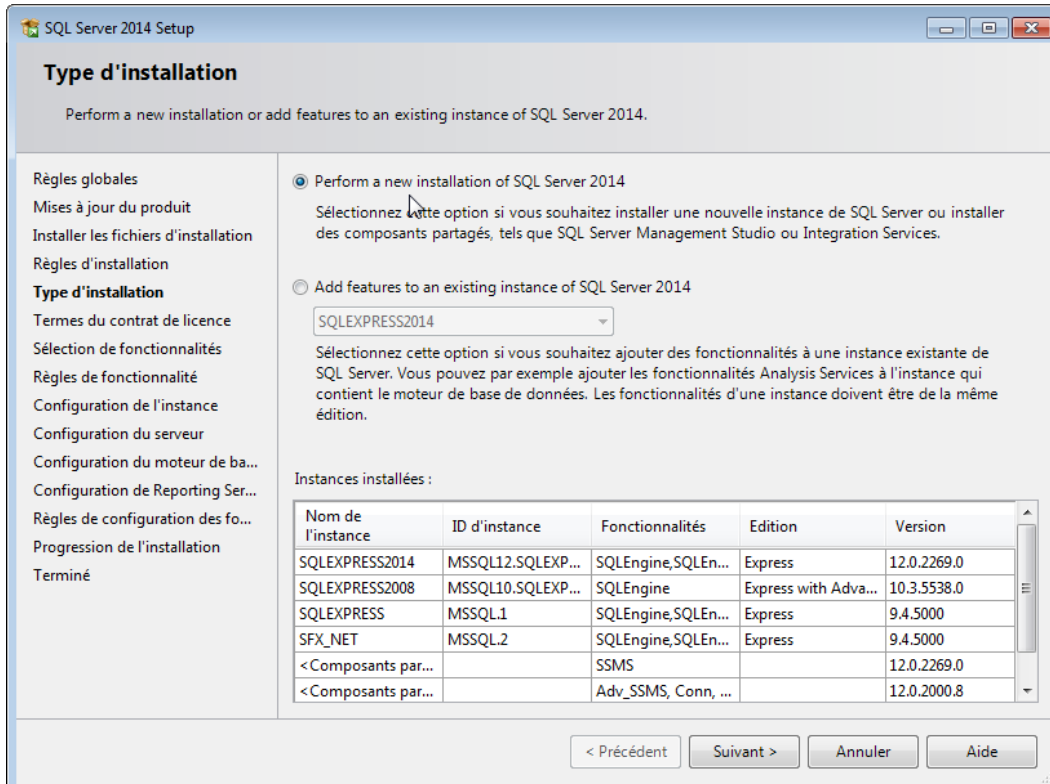 SQL Server 2014 Setup
Type d'installation
Perform a new installation or add features to an existing instance of SQL Server 2014.
Règles globales
Mises à jour du produit
Installer les fichiers d'installation
Règles d'installation
Type d'installation
Termes du contrat de licence
Sélection de fonctionnalités
Règles de fonctionnalité
Configuration de l'instance
Configuration du serveur
Configuration du moteur de ba...
Configuration de Reporting Ser...
Règles de configuration des fo...
Progression de l'installation
Terminé
Perform a new installation of SQL Server 2014
Sélectionnez cette option si vous souhaitez installer une nouvelle instance de SQL Server ou installer
des composants partagés, tels que SQL Server Management Studio ou Integration Services.
Add features to an existing instance of SQL Server 2014
SQLEXPRESS2014
Sélectionnez cette option si vous souhaitez ajouter des fonctionnalités à une instance existante de
SQL Server. Vous pouvez par exemple ajouter les fonctionnalités Analysis Services à l'instance qui
contient le moteur de base de données. Les fonctionnalités d'une instance doivent être de la même
édition.
Instances installées :
Nom de l'instance ID d'instance Fonctionnalités Edition Version
SQLEXPRESS2014 MSSQL12.SQLEXP... SQLEngine,SQLEn... Express 12.0.2269.0
SQLEXPRESS2008 MSSQL10.SQLEXP... SQLEngine Express with Adva... 10.3.5538.0
SQLEXPRESS MSSQL.1 SQLEngine,SQLEn... Express 9.4.5000
SFX_NET MSSQL.2 SQLEngine,SQLEn... Express 9.4.5000
<Composants par... SSMS 12.0.2269.0
<Composants par... Adv_SSMS, Conn, ... 12.0.2000.8
< Précédent Suivant > Annuler Aide